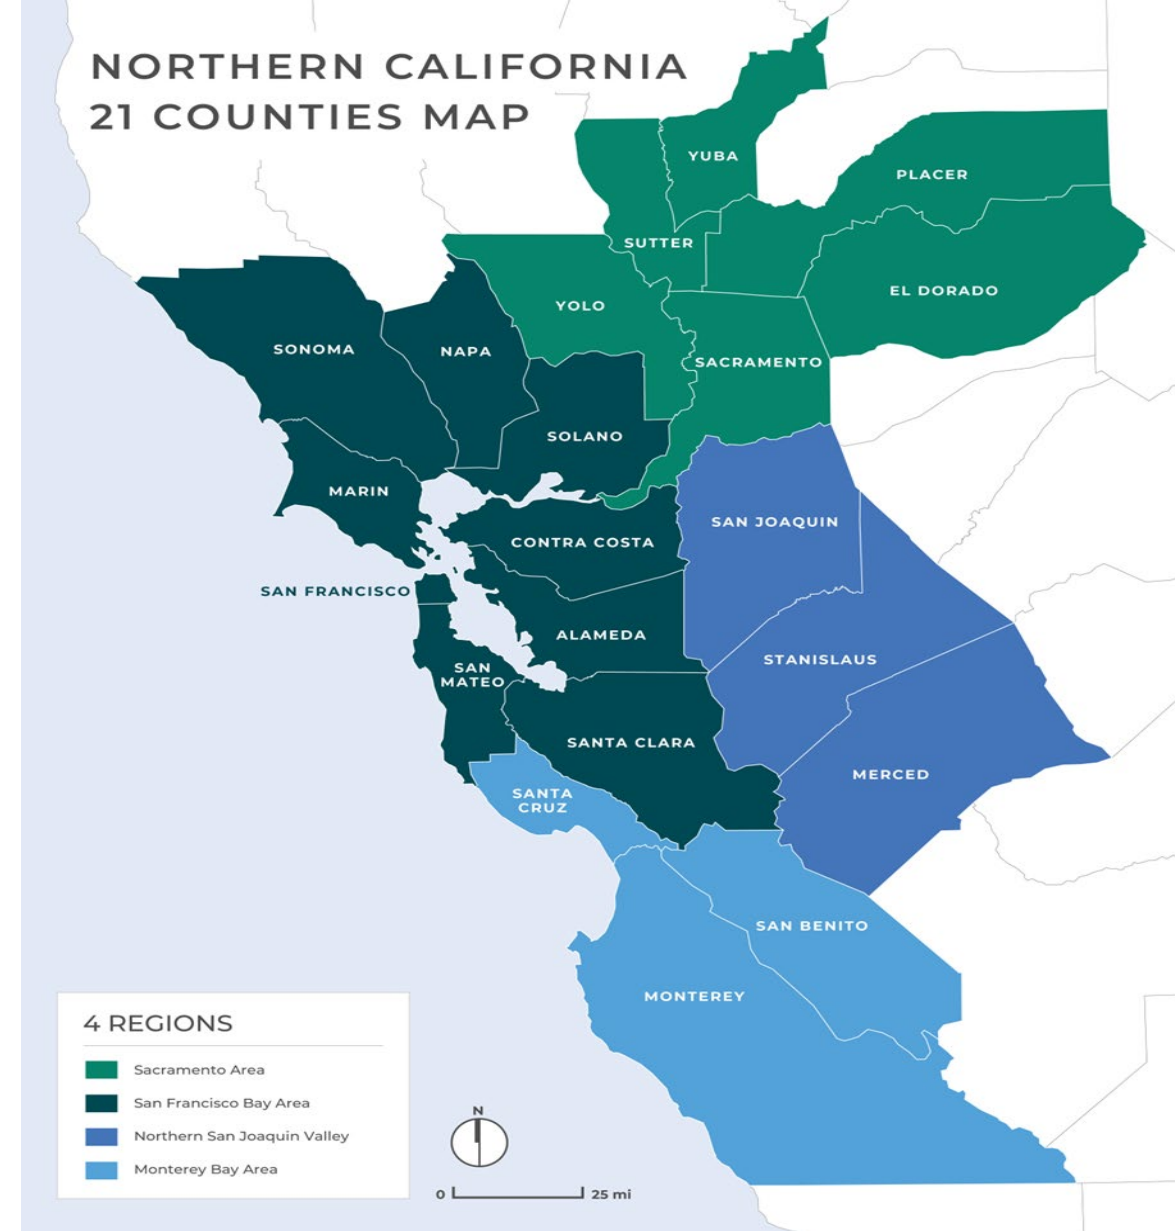 NORTHERN CALIFORNIA
21 COUNTIES MAP
YUBA
PLACER
SUTTER
EL DORADO
YOLO
SONOMA
NAPA
SACRAMENTO
SOLANO
MARIN
SAN JOAQUIN
CONTRA COSTA
SAN FRANCISCO
ALAMEDA
STANISLAUS
SAN
MATEO
SANTA CLARA
MERCED
SANTA
CRUZ
SAN BENITO
MONTEREY
4 REGIONS
Sacramento Area
San Francisco Bay Area
Northern San Joaquin Valley
Monterey Bay Area
N
0 25 mi